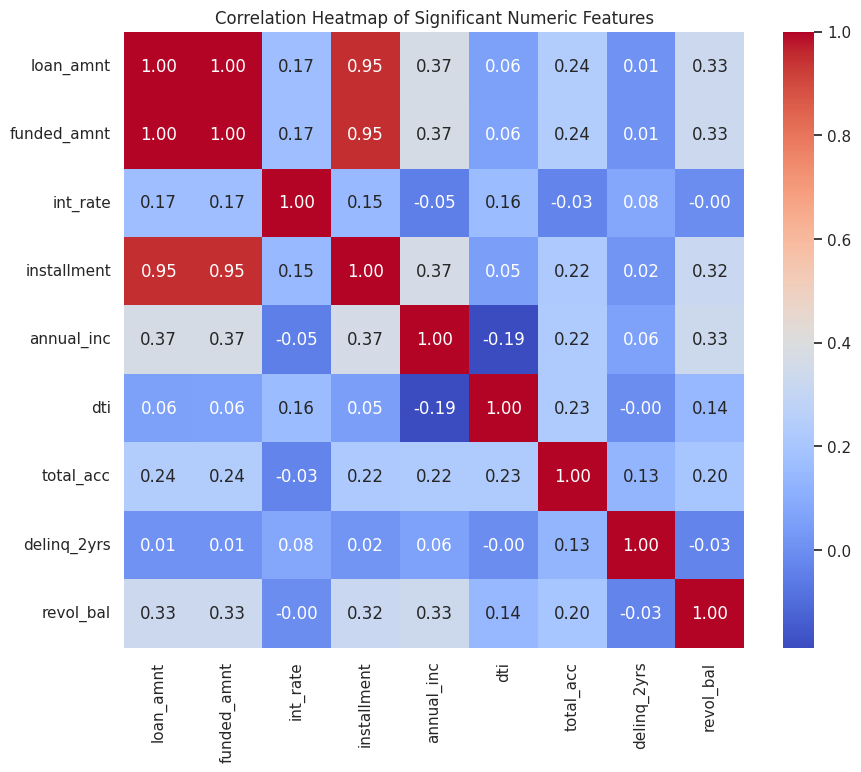 Correlation Heatmap of Significant Numeric Features
loan_amnt 1.00 1.00 0.17 0.95 0.37 0.06 0.24 0.01 0.33
funded_amnt 1.00 1.00 0.17 0.95 0.37 0.06 0.24 0.01 0.33
int_rate 0.17 0.17 1.00 0.15 -0.05 0.16 -0.03 0.08 -0.00
installment 0.95 0.95 0.15 1.00 0.37 0.05 0.22 0.02 0.32
annual_inc 0.37 0.37 -0.05 0.37 1.00 -0.19 0.22 0.06 0.33
dti 0.06 0.06 0.16 0.05 -0.19 1.00 0.23 -0.00 0.14
total_acc 0.24 0.24 -0.03 0.22 0.22 0.23 1.00 0.13 0.20
delinq_2yrs 0.01 0.01 0.08 0.02 0.06 -0.00 0.13 1.00 -0.03
revol_bal 0.33 0.33 -0.00 0.32 0.33 0.14 0.20 -0.03 1.00
loan_amnt funded_amnt int_rate installment annual_inc dti total_acc delinq_2yrs revol_bal
1.0
0.8
0.6
0.4
0.2
0.0